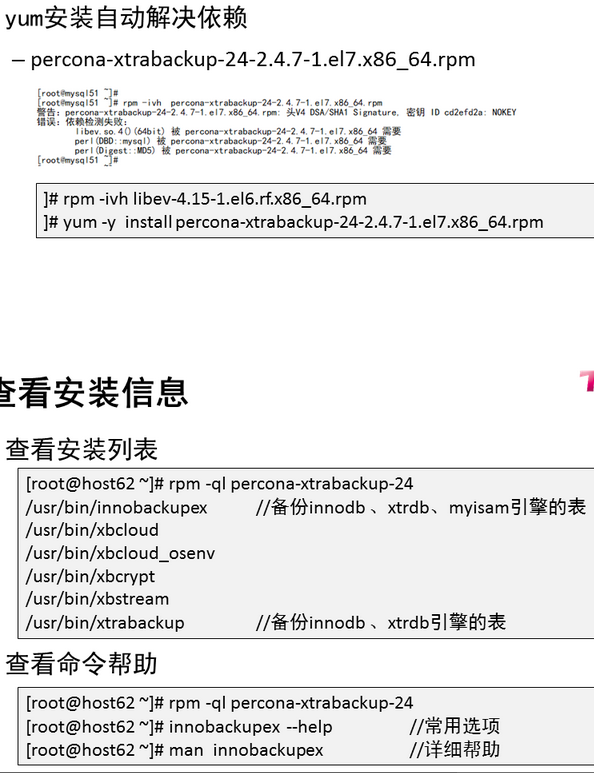 yum安装自动解决依赖
– percona-xtrabackup-24-2.4.7-1.el7.x86_64.rpm
[root@mysql51 ~]#
[root@mysql51 ~]# rpm -ivh  percona-xtrabackup-24-2.4.7-1.el7.x86_64.rpm
警告：percona-xtrabackup-24-2.4.7-1.el7.x86_64.rpm: 头V4 DSA/SHA1 Signature, 密钥 ID cd2efd2a: NOKEY
错误：依赖检测失败：
libev.so.4()(64bit) 被 percona-xtrabackup-24-2.4.7-1.el7.x86_64 需要
perl(DBD::mysql) 被 percona-xtrabackup-24-2.4.7-1.el7.x86_64 需要
perl(Digest::MD5) 被 percona-xtrabackup-24-2.4.7-1.el7.x86_64 需要
[root@mysql51 ~]#
]# rpm -ivh libev-4.15-1.el6.rf.x86_64.rpm
]# yum -y  install percona-xtrabackup-24-2.4.7-1.el7.x86_64.rpm
查看安装信息
查看安装列表
[root@host62 ~]# rpm -ql percona-xtrabackup-24
/usr/bin/innobackupex //备份innodb 、xtrdb、myisam引擎的表
/usr/bin/xbcloud
/usr/bin/xbcloud_osenv
/usr/bin/xbcrypt
/usr/bin/xbstream
/usr/bin/xtrabackup //备份innodb 、xtrdb引擎的表
查看命令帮助
[root@host62 ~]# rpm -ql percona-xtrabackup-24
[root@host62 ~]# innobackupex --help //常用选项
[root@host62 ~]# man  innobackupex //详细帮助